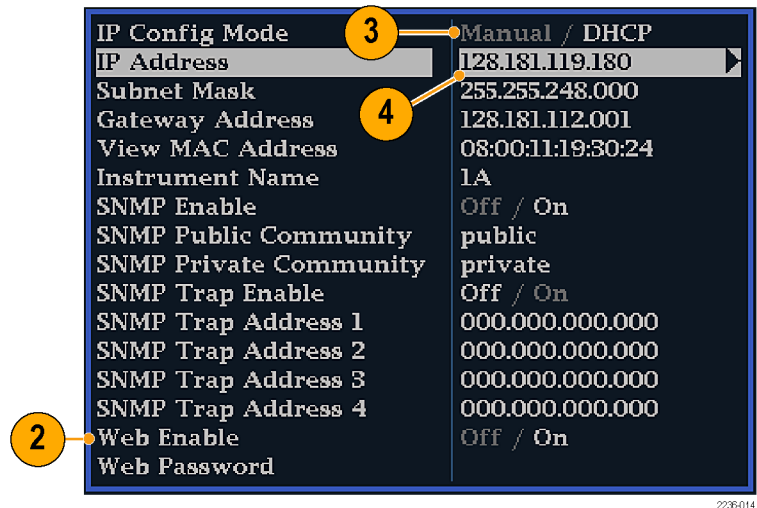 IP Config Mode 3 Manual / DHCP
IP Address 128.181.119.180
Subnet Mask 4 255.255.248.000
Gateway Address 128.181.112.001
View MAC Address 08:00:11:19:30:24
Instrument Name 1A
SNMP Enable Off / On
SNMP Public Community public
SNMP Private Community private
SNMP Trap Enable Off / On
SNMP Trap Address 1 000.000.000.000
SNMP Trap Address 2 000.000.000.000
SNMP Trap Address 3 000.000.000.000
SNMP Trap Address 4 000.000.000.000
2 Web Enable Off / On
Web Password
2236-014